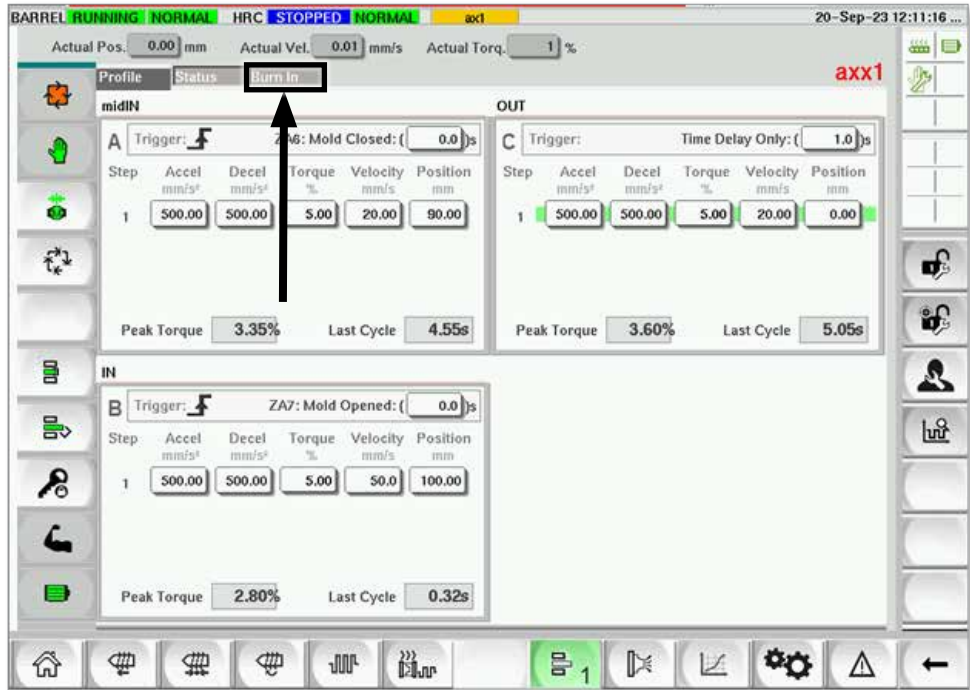 BARREL RUNNING NORMAL HRC STOPPED NORMAL ax1 20-Sep-23 12:11:16
Actual Pos. 0.00 mm Actual Vel. 0.01 mm/s Actual Torq. 1 %
Profile Status Burn In axx1
midIN
A Trigger: ZA6: Mold Closed: ( 0.0 )s
Step Accel Decel Torque Velocity Position
mm/s² mm/s² % mm/s mm
1 500.00 500.00 5.00 20.00 90.00
Peak Torque 3.35% Last Cycle 4.55s
OUT
C Trigger: Time Delay Only: ( 1.0 )s
Step Accel Decel Torque Velocity Position
mm/s² mm/s² % mm/s mm
1 500.00 500.00 5.00 20.00 0.00
Peak Torque 3.60% Last Cycle 5.05s
IN
B Trigger: ZA7: Mold Opened: ( 0.0 )s
Step Accel Decel Torque Velocity Position
mm/s² mm/s² % mm/s mm
1 500.00 500.00 5.00 50.0 100.00
Peak Torque 2.80% Last Cycle 0.32s
1